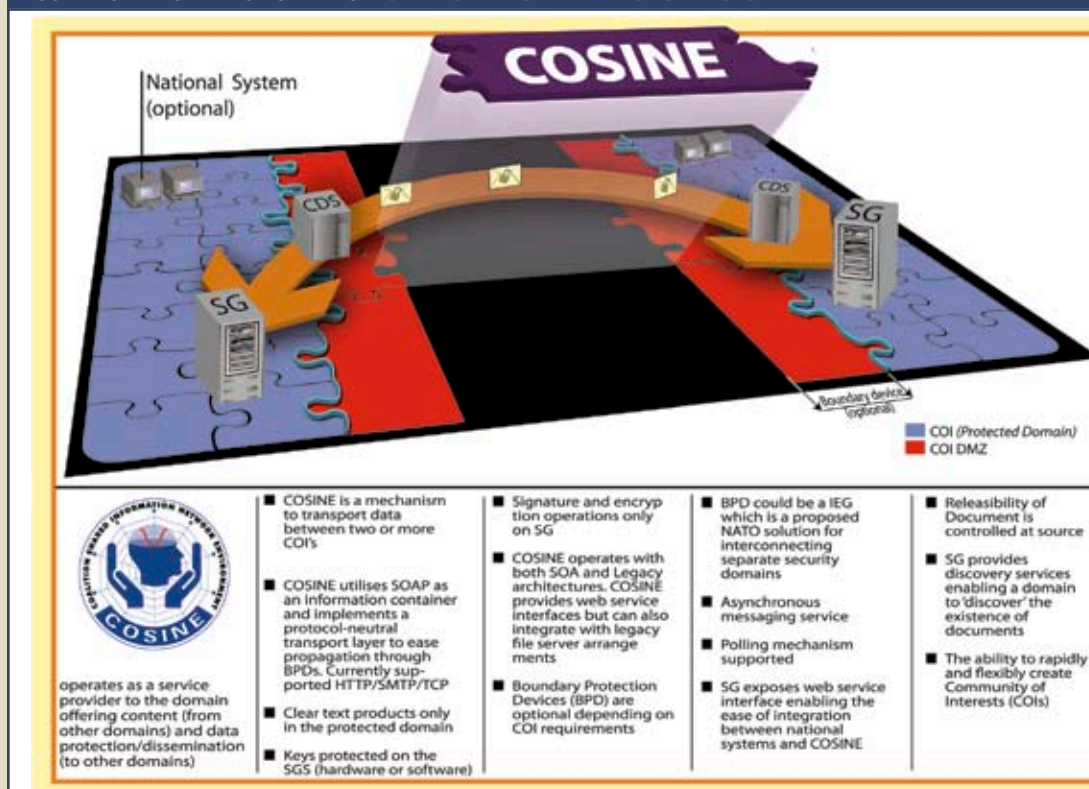 COSINE
National System
(optional)
CDS
CDS
SG
SG
Boundary device
(optional)
COI (Protected Domain)
COI DMZ
COALITION SHARED INFORMATION NETWORK ENVIRONMENT
COSINE
operates as a service
provider to the domain
offering content (from
other domains) and data
protection/dissemination
(to other domains)
■ COSINE is a mechanism
to transport data
between two or more
COI's
■ COSINE utilises SOAP as
an information container
and implements a
protocol-neutral
transport layer to ease
propagation through
BPDs. Currently sup-
ported HTTP/SMTP/TCP
■ Clear text products only
in the protected domain
■ Keys protected on the
SGS (hardware or software)
■ Signature and encryp
tion operations only
on SG
■ COSINE operates with
both SOA and Legacy
architectures. COSINE
provides web service
interfaces but can also
integrate with legacy
file server arrange
ments
■ Boundary Protection
Devices (BPD) are
optional depending on
COI requirements
■ BPD could be a IEG
which is a proposed
NATO solution for
interconnecting
separate security
domains
■ Asynchronous
messaging service
■ Polling mechanism
supported
■ SG exposes web service
interface enabling the
ease of integration
between national
systems and COSINE
■ Releasibility of
Document is
controlled at source
■ SG provides
discovery services
enabling a domain
to 'discover' the
existence of
documents
■ The ability to rapidly
and flexibly create
Community of
Interests (COIs)